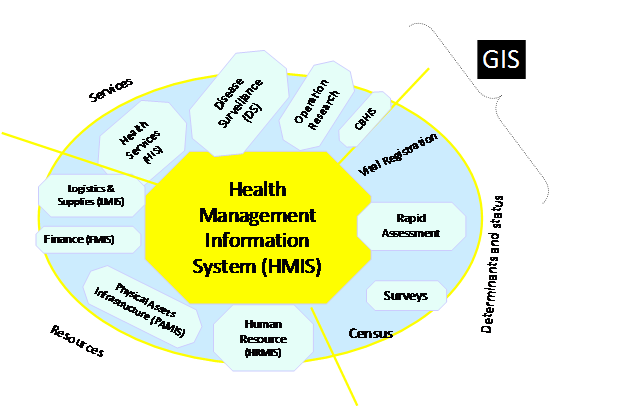 GIS
Services
Disease
Surveillance
(DS)
Operation
Research
CBHIS
Health
Services
(HIS)
Vital Registration
Logistics &
Supplies (LMIS)
Health
Management
Information
System (HMIS)
Rapid
Assessment
Finance (FMIS)
Determinants and status
Physical Assets
Infrastructure (PAMIS)
Surveys
Human
Resource
(HRMIS)
Census
Resources